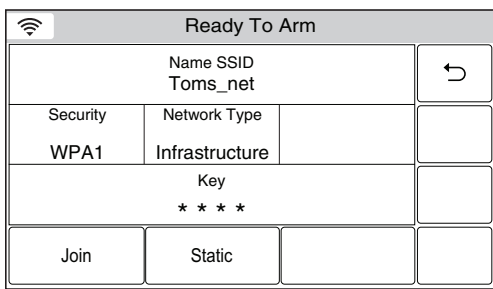 Ready To Arm
Name SSID
Toms_net
Security Network Type
WPA1 Infrastructure
Key
* * * *
Join Static